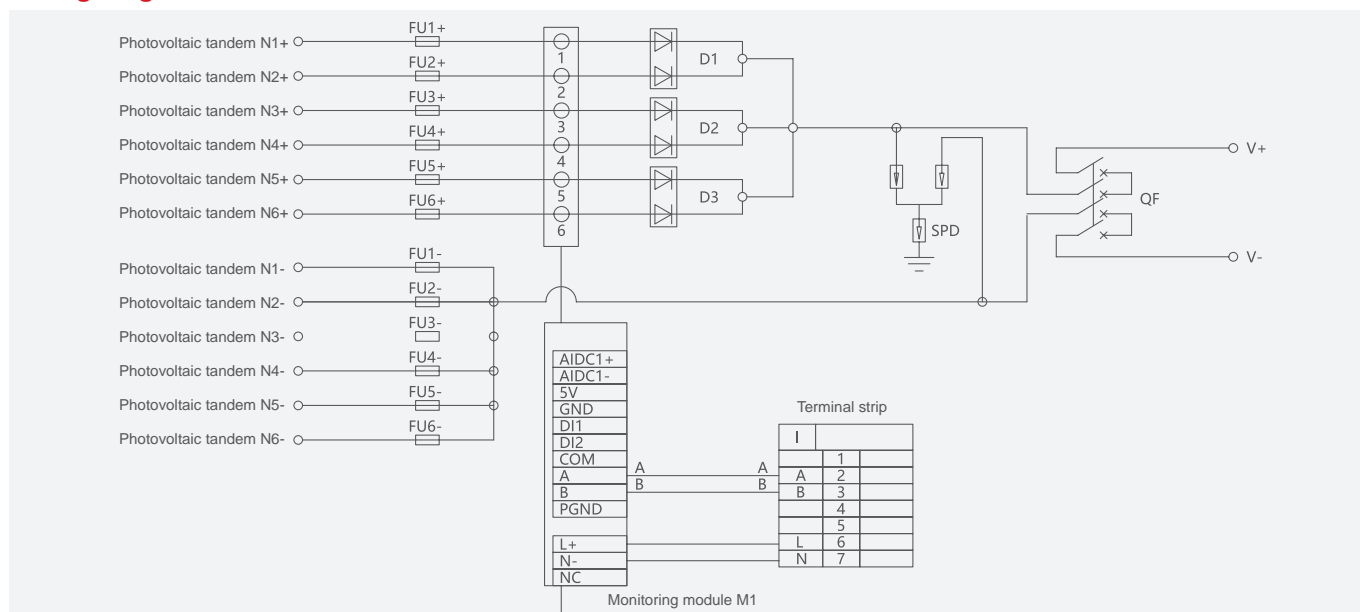 Photovoltaic tandem N1+
FU1+
1
Photovoltaic tandem N2+
FU2+
2
Photovoltaic tandem N3+
FU3+
3
Photovoltaic tandem N4+
FU4+
4
Photovoltaic tandem N5+
FU5+
5
Photovoltaic tandem N6+
FU6+
6
D1
D2
D3
SPD
QF
V+
V-
Photovoltaic tandem N1-
FU1-
Photovoltaic tandem N2-
FU2-
Photovoltaic tandem N3-
FU3-
Photovoltaic tandem N4-
FU4-
Photovoltaic tandem N5-
FU5-
Photovoltaic tandem N6-
FU6-
AIDC1+
AIDC1-
5V
GND
DI1
DI2
COM
A
B
PGND
L+
N-
NC
A A
B B
Terminal strip
I
1
A 2
B 3
4
5
L 6
N 7
Monitoring module M1